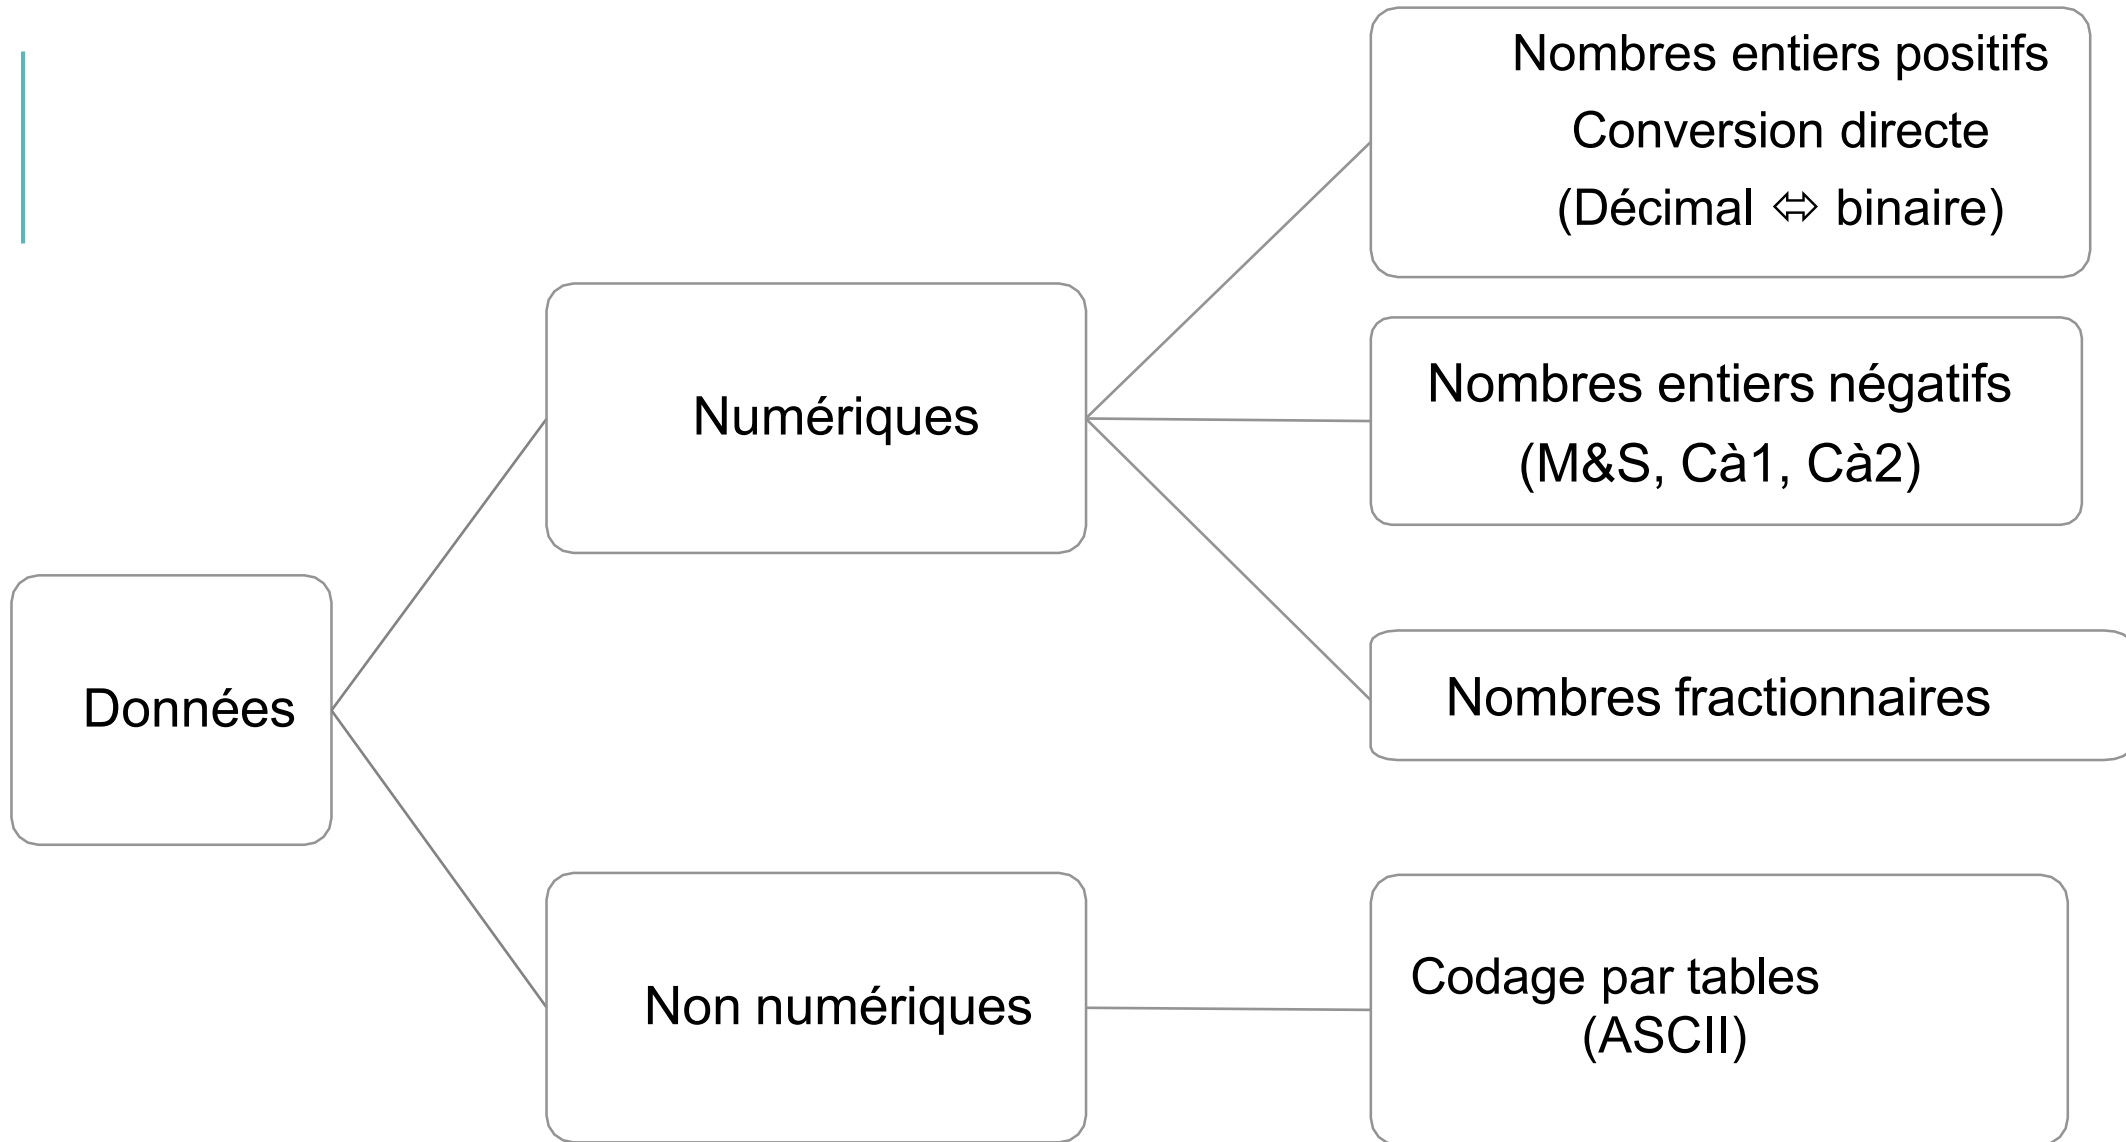 Nombres entiers positifs
Conversion directe
(Décimal ⬄ binaire)
Numériques
Nombres entiers négatifs
(M&S, Cà1, Cà2)
Données
Nombres fractionnaires
Non numériques
Codage par tables
(ASCII)